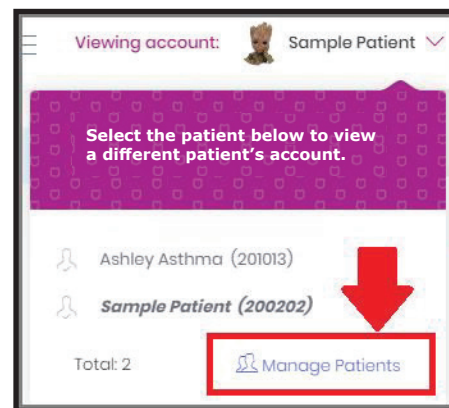 Viewing account: Sample Patient
Select the patient below to view
a different patient's account.
Ashley Asthma (201013)
Sample Patient (200202)
Total: 2 Manage Patients